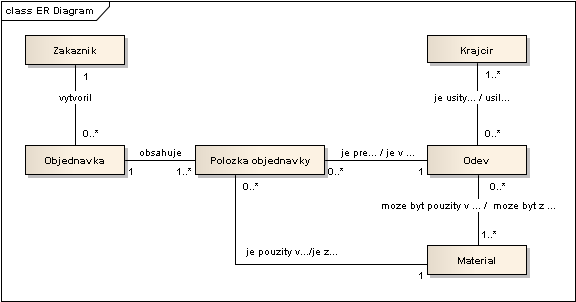 class ER Diagram
Zakaznik
Krajcir
1
1..*
vytvoril
je usity... / usil...
0..*
0..*
Objednavka
obsahuje
Polozka objednavky
je pre... / je v ...
Odev
1
1..*
0..*
1
0..*
0..*
moze byt pouzity v ... / moze byt z ...
1..*
je pouzity v.../je z...
Material
1